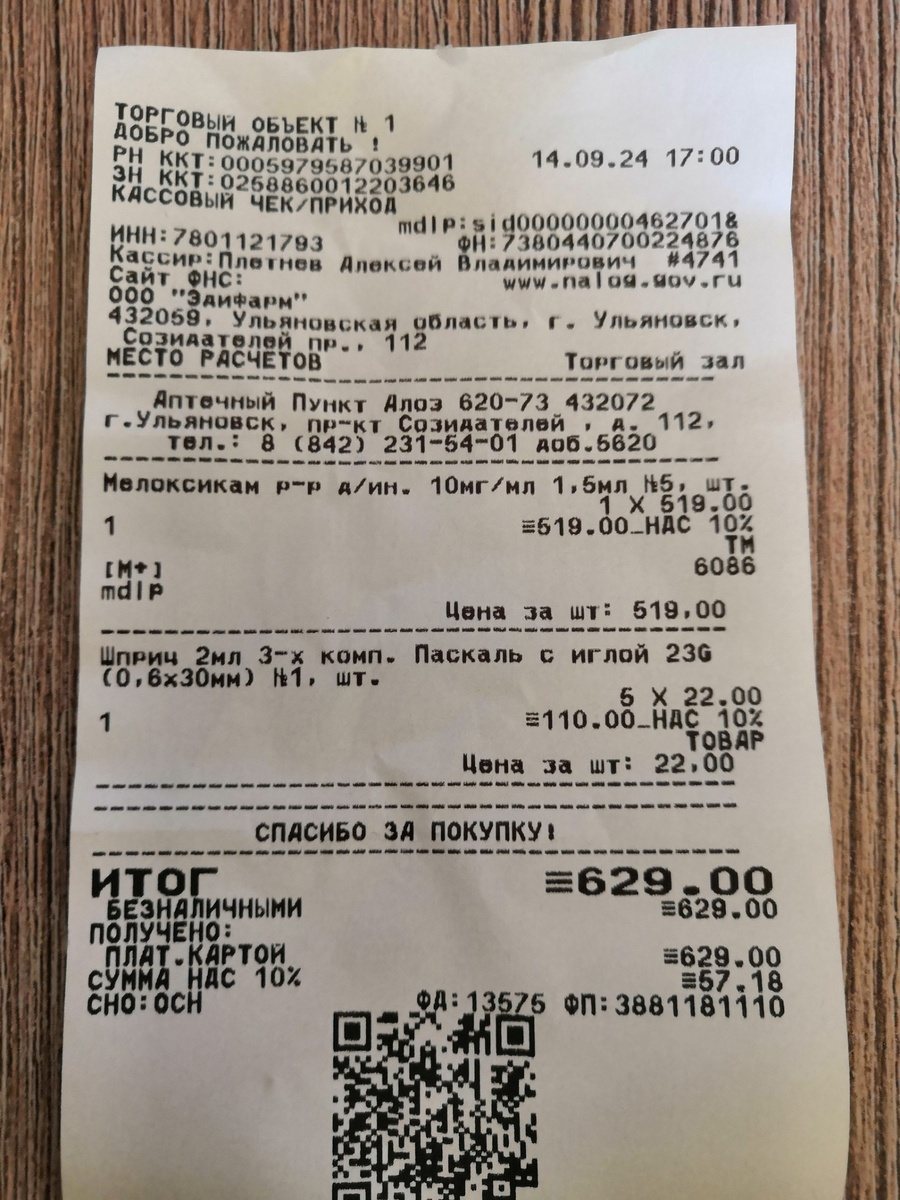 ТОРГОВЫЙ ОБЪЕКТ № 1
ДОБРО ПОЖАЛОВАТЬ !
РН ККТ:0005979587039901 14.09.24 17:00
ЗН ККТ:0258860012203646
КАССОВЫЙ ЧЕК/ПРИХОД
mdlp:sid00000000462701&
ИНН:7801121793 ФН:7380440700224876
Кассир:Плетнев Алексей Владимирович #4741
Сайт ФНС: www.nalog.gov.ru
ООО "Эдифарм"
432059, Ульяновская область, г. Ульяновск,
Созидателей пр., 112
МЕСТО РАСЧЕТОВ Торговый зал
Аптечный Пункт Алоэ 620-73 432072
г.Ульяновск, пр-кт Созидателей , д. 112,
тел.: 8 (842) 231-54-01 доб.5620
Мелоксикам р-р д/ин. 10мг/мл 1,5мл №5, шт.
1 X 519.00
1 ≡519.00_НДС 10%
ТМ
[M+] 6086
mdlp
Цена за шт: 519,00
Шприц 2мл 3-х комп. Паскаль с иглой 23G
(0,6х30мм) №1, шт.
5 X 22.00
1 ≡110.00_НДС 10%
ТОВАР
Цена за шт: 22,00
СПАСИБО ЗА ПОКУПКУ!
ИТОГ ≡629.00
БЕЗНАЛИЧНЫМИ ≡629.00
ПОЛУЧЕНО:
ПЛАТ.КАРТОЙ ≡629.00
СУММА НДС 10% ≡57.18
СНО:ОСН ФД:13575 ФП:3881181110